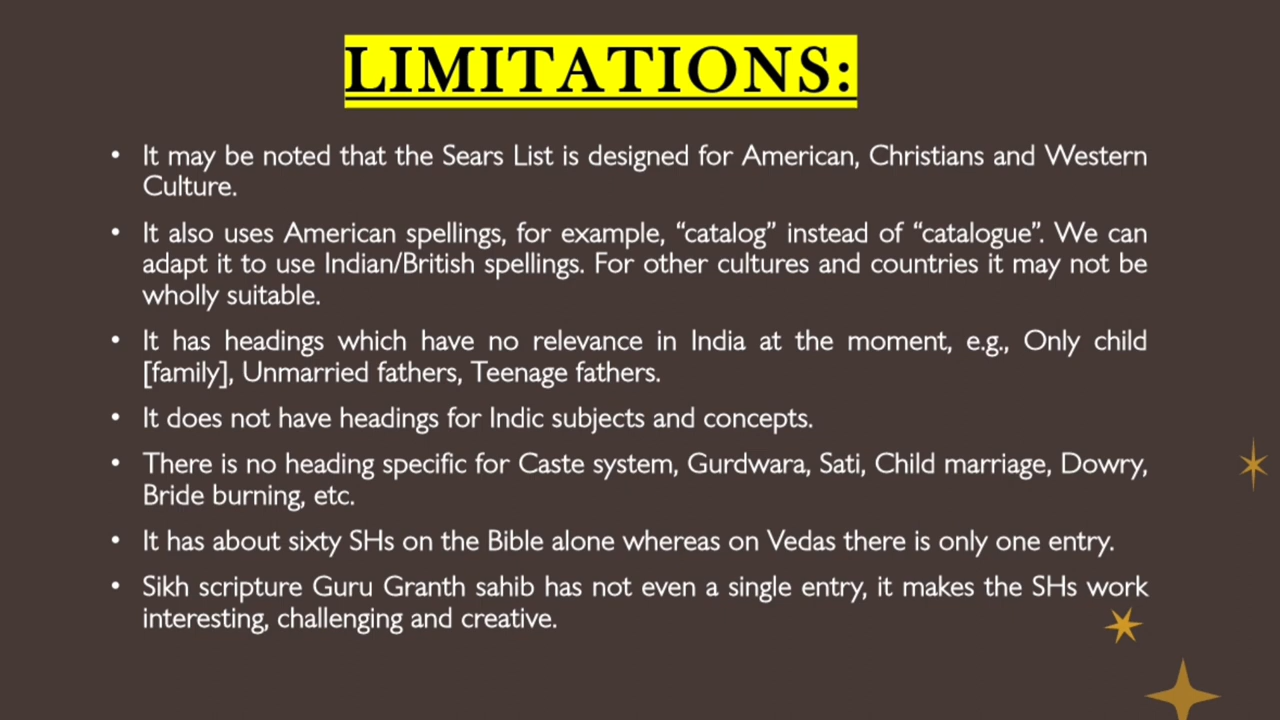 LIMITATIONS:
• It may be noted that the Sears List is designed for American, Christians and Western
Culture.
• It also uses American spellings, for example, “catalog” instead of “catalogue”. We can
adapt it to use Indian/British spellings. For other cultures and countries it may not be
wholly suitable.
• It has headings which have no relevance in India at the moment, e.g., Only child
[family], Unmarried fathers, Teenage fathers.
• It does not have headings for Indic subjects and concepts.
• There is no heading specific for Caste system, Gurdwara, Sati, Child marriage, Dowry,
Bride burning, etc.
• It has about sixty SHs on the Bible alone whereas on Vedas there is only one entry.
• Sikh scripture Guru Granth sahib has not even a single entry, it makes the SHs work
interesting, challenging and creative.